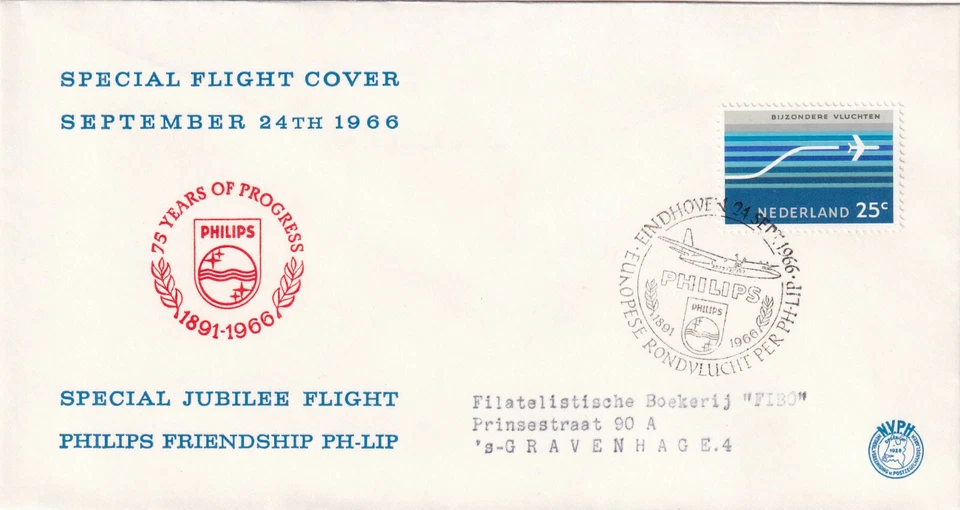 SPECIAL FLIGHT COVER
SEPTEMBER 24TH 1966
75 YEARS OF PROGRESS
PHILIPS
1891-1966
SPECIAL JUBILEE FLIGHT
PHILIPS FRIENDSHIP PH-LIP
BIJZONDERE VLUCHTEN
NEDERLAND 25c
EINDHOVEN 24 SEPT. 1966
EUROPESE RONDVLUCHT PER PH-LIP
PHILIPS
PHILIPS
1891 1966
Filatelistische Boekerij "FIBO"
Prinsestraat 90 A
's-GRAVENHAGE.4
NVPH